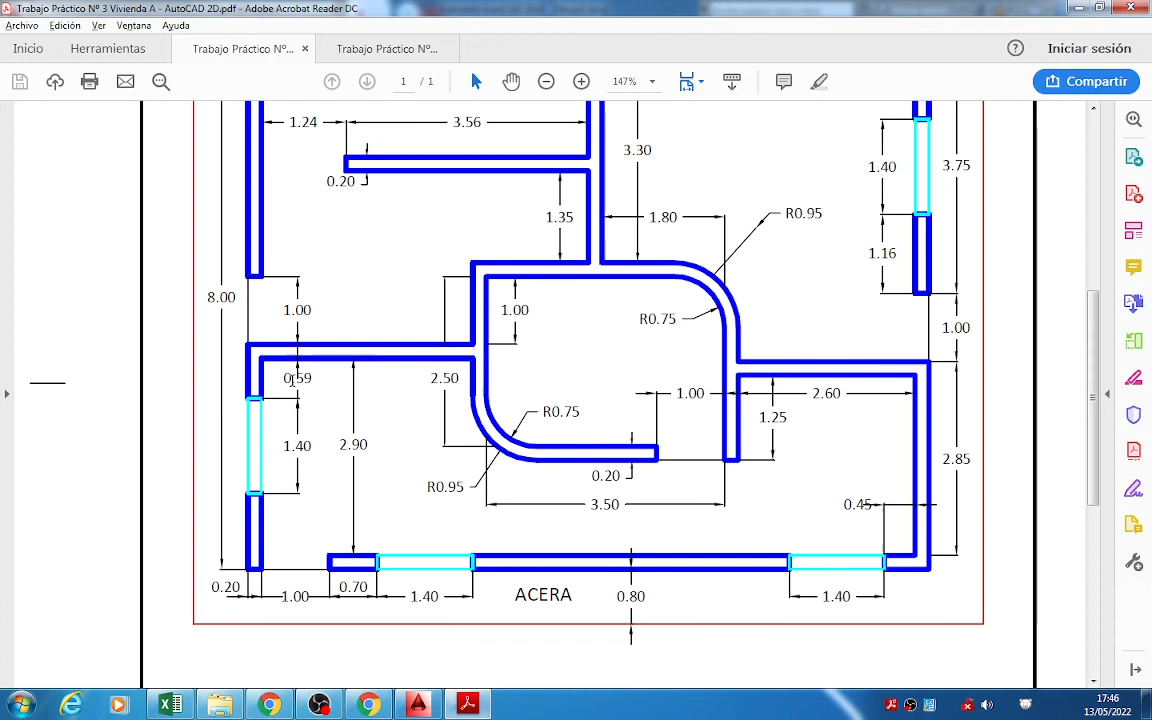 Trabajo Práctico Nº 3 Vivienda A - AutoCAD 2D.pdf - Adobe Acrobat Reader DC
Archivo Edición Ver Ventana Ayuda
Inicio Herramientas Trabajo Práctico Nº... × Trabajo Práctico Nº... ? Iniciar sesión
1 / 1 147% Compartir
1.24 3.56 3.30 1.40 3.75
0.20 1.35 1.80 R0.95
1.16
8.00 1.00 1.00 R0.75 1.00
0.59 2.50 1.00 2.60
R0.75 1.25
1.40 2.90 2.85
0.20
R0.95 3.50 0.45
0.20 1.00 0.70 1.40 ACERA 0.80 1.40
17:46
13/05/2022